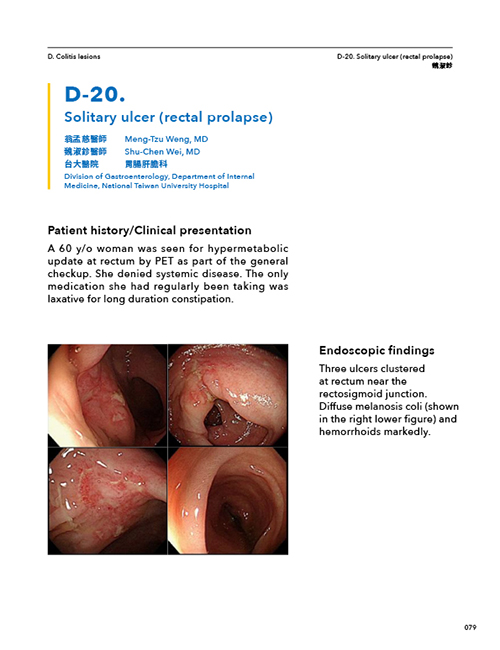 D. Colitis lesions
D-20. Solitary ulcer (rectal prolapse)
魏淑鉁
D-20.
Solitary ulcer (rectal prolapse)
翁孟慈醫師 Meng-Tzu Weng, MD
魏淑鉁醫師 Shu-Chen Wei, MD
台大醫院 胃腸肝膽科
Division of Gastroenterology, Department of Internal
Medicine, National Taiwan University Hospital
Patient history/Clinical presentation
A 60 y/o woman was seen for hypermetabolic
update at rectum by PET as part of the general
checkup. She denied systemic disease. The only
medication she had regularly been taking was
laxative for long duration constipation.
Endoscopic findings
Three ulcers clustered
at rectum near the
rectosigmoid junction.
Diffuse melanosis coli (shown
in the right lower figure) and
hemorrhoids markedly.
079